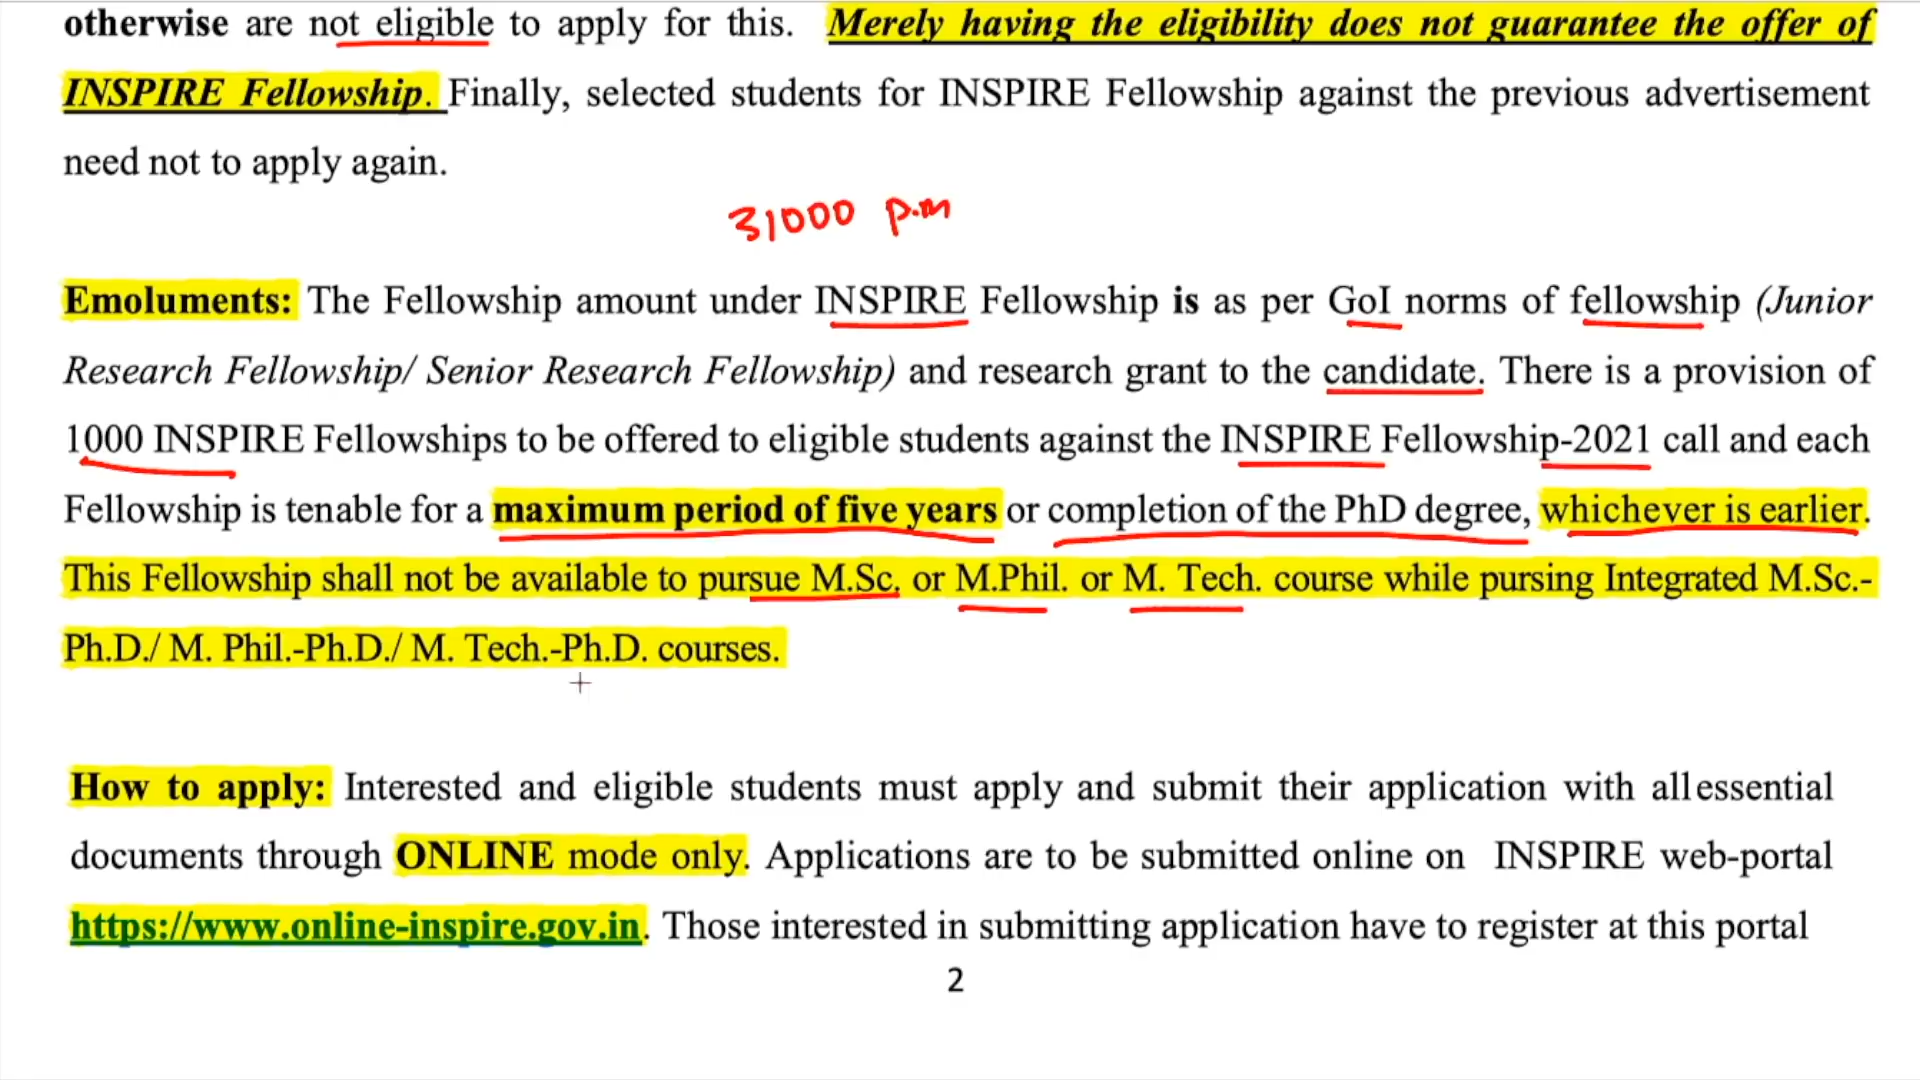 otherwise are not eligible to apply for this. Merely having the eligibility does not guarantee the offer of
INSPIRE Fellowship. Finally, selected students for INSPIRE Fellowship against the previous advertisement
need not to apply again.
31000 p.m
Emoluments: The Fellowship amount under INSPIRE Fellowship is as per GoI norms of fellowship (Junior
Research Fellowship/ Senior Research Fellowship) and research grant to the candidate. There is a provision of
1000 INSPIRE Fellowships to be offered to eligible students against the INSPIRE Fellowship-2021 call and each
Fellowship is tenable for a maximum period of five years or completion of the PhD degree, whichever is earlier.
This Fellowship shall not be available to pursue M.Sc. or M.Phil. or M. Tech. course while pursing Integrated M.Sc.-
Ph.D./ M. Phil.-Ph.D./ M. Tech.-Ph.D. courses.
How to apply: Interested and eligible students must apply and submit their application with all essential
documents through ONLINE mode only. Applications are to be submitted online on INSPIRE web-portal
https://www.online-inspire.gov.in. Those interested in submitting application have to register at this portal
2